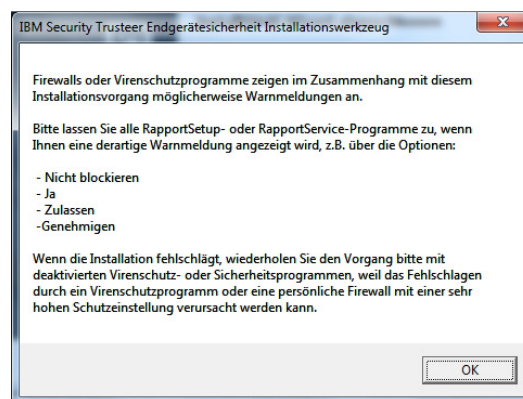 IBM Security Trusteer Endgerätesicherheit Installationswerkzeug
Firewalls oder Virenschutzprogramme zeigen im Zusammenhang mit diesem
Installationsvorgang möglicherweise Warnmeldungen an.
Bitte lassen Sie alle RapportSetup- oder RapportService-Programme zu, wenn
Ihnen eine derartige Warnmeldung angezeigt wird, z.B. über die Optionen:
- Nicht blockieren
- Ja
- Zulassen
-Genehmigen
Wenn die Installation fehlschlägt, wiederholen Sie den Vorgang bitte mit
deaktivierten Virenschutz- oder Sicherheitsprogrammen, weil das Fehlschlagen
durch ein Virenschutzprogramm oder eine persönliche Firewall mit einer sehr
hohen Schutzeinstellung verursacht werden kann.
OK